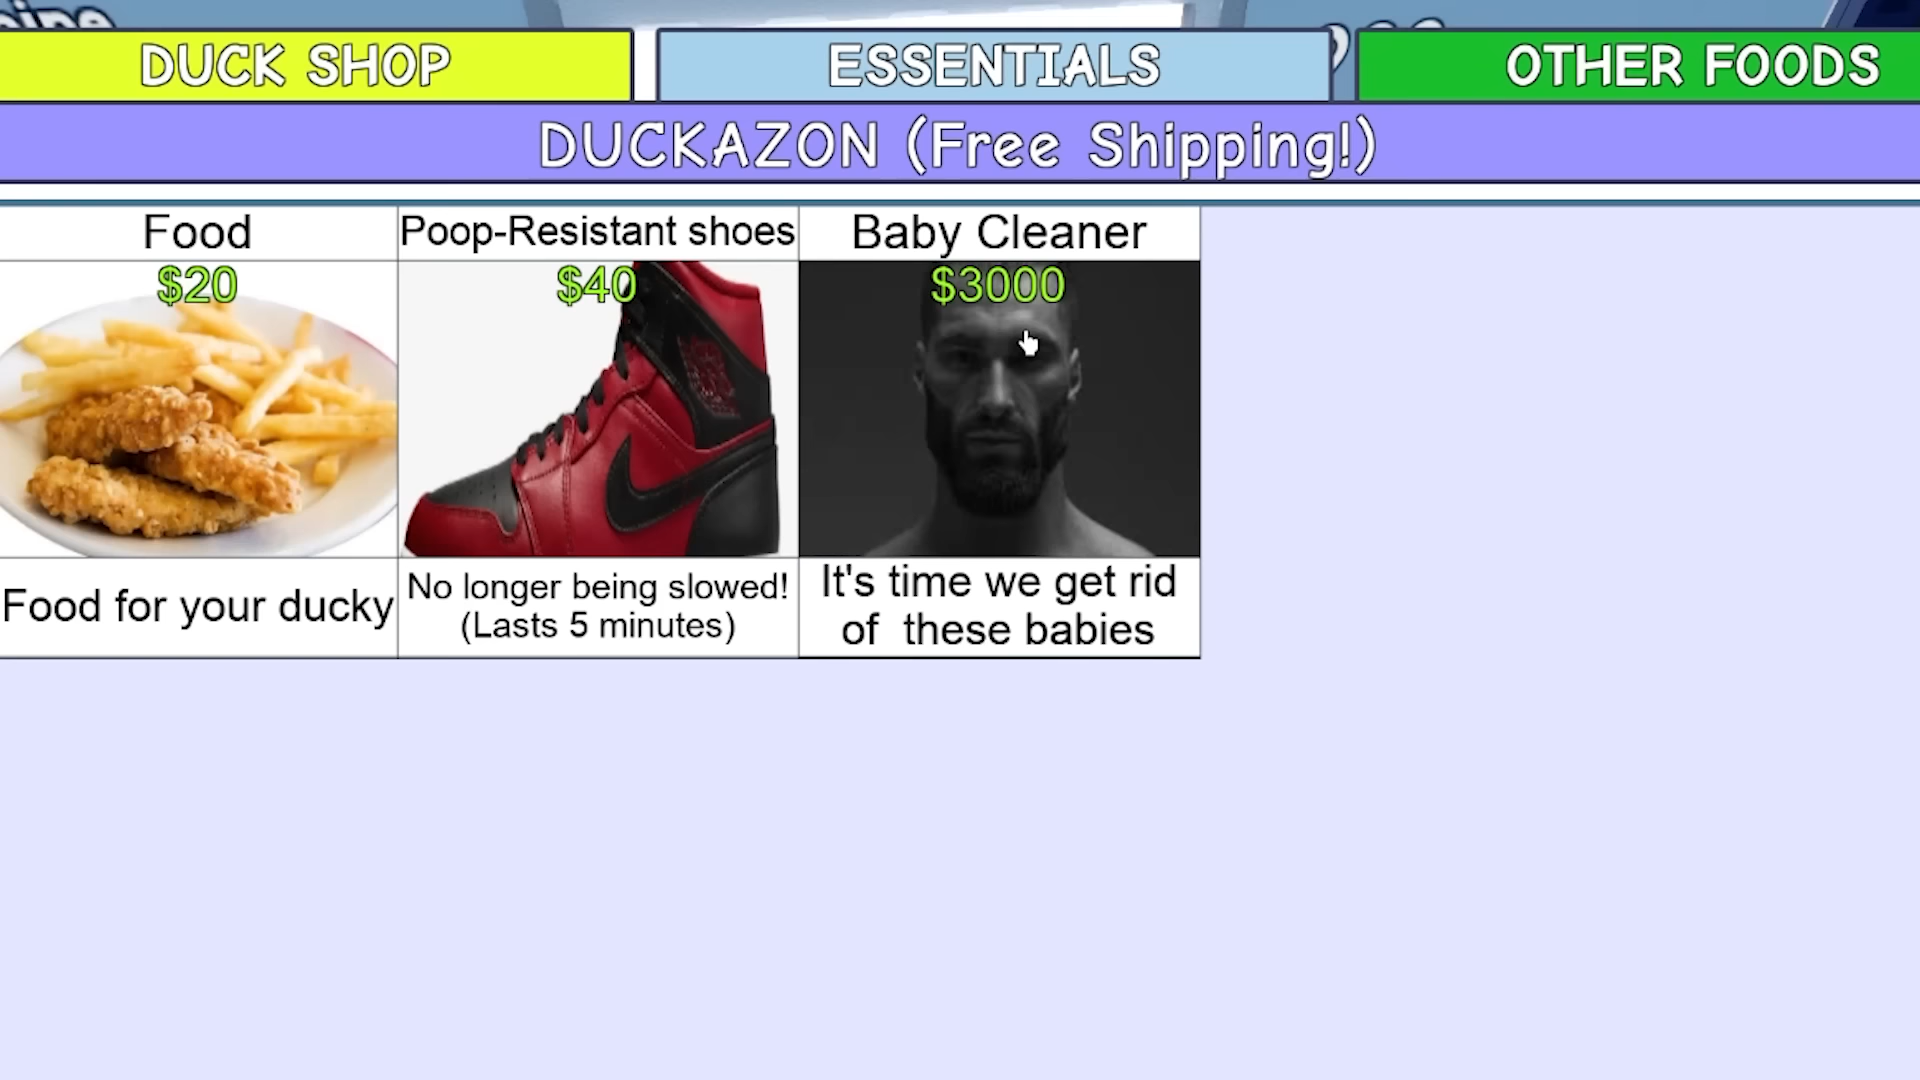 DUCK SHOP
ESSENTIALS
OTHER FOODS
DUCKAZON (Free Shipping!)
Food
Poop-Resistant shoes
Baby Cleaner
$20
$40
$3000
Food for your ducky
No longer being slowed!
(Lasts 5 minutes)
It's time we get rid
of these babies